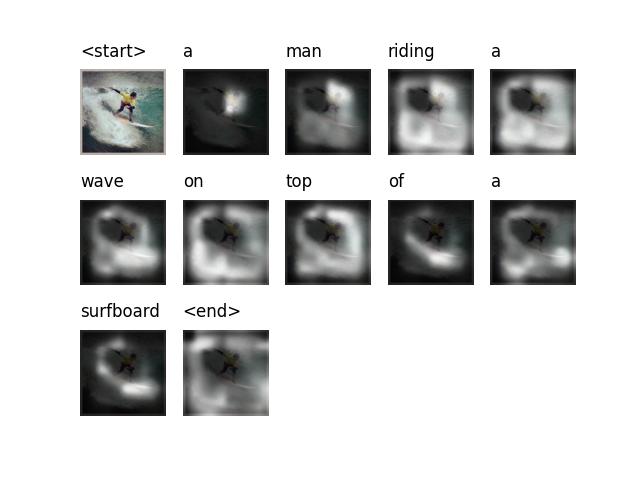 <start> a man riding a
wave on top of a
surfboard <end>